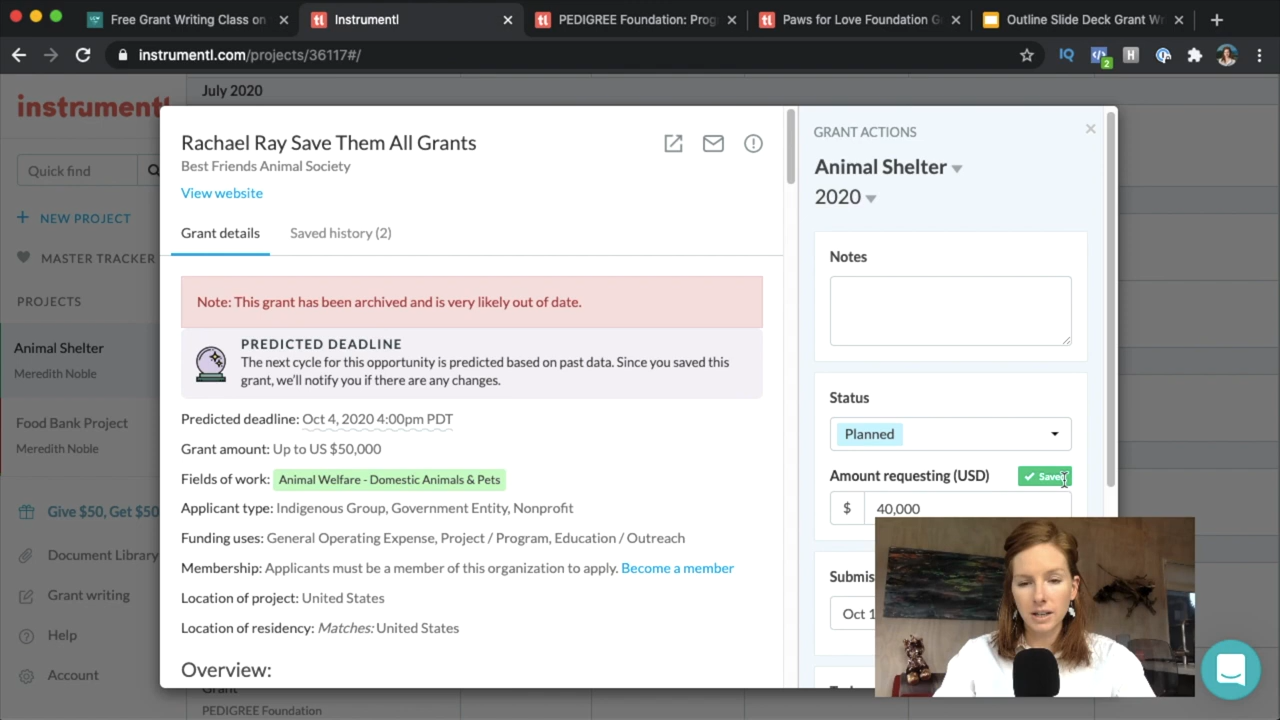 Free Grant Writing Class on
Instrumentl
PEDIGREE Foundation: Prog
Paws for Love Foundation G
Outline Slide Deck Grant W
instrumentl.com/projects/36117#/
IQ
2
H
July 2020
instrumentl
Quick find
NEW PROJECT
MASTER TRACKER
PROJECTS
Animal Shelter
Meredith Noble
Food Bank Project
Meredith Noble
Give $50, Get $50
Document Library
Grant writing
Help
Account
Rachael Ray Save Them All Grants
Best Friends Animal Society
View website
Grant details
Saved history (2)
Note: This grant has been archived and is very likely out of date.
PREDICTED DEADLINE
The next cycle for this opportunity is predicted based on past data. Since you saved this
grant, we'll notify you if there are any changes.
Predicted deadline: Oct 4, 2020 4:00pm PDT
Grant amount: Up to US $50,000
Fields of work: Animal Welfare - Domestic Animals & Pets
Applicant type: Indigenous Group, Government Entity, Nonprofit
Funding uses: General Operating Expense, Project / Program, Education / Outreach
Membership: Applicants must be a member of this organization to apply. Become a member
Location of project: United States
Location of residency: Matches: United States
Overview:
Grant
PEDIGREE Foundation
GRANT ACTIONS
Animal Shelter
2020
Notes
Status
Planned
Amount requesting (USD)
Saved
$ 40,000
Submis
Oct 1